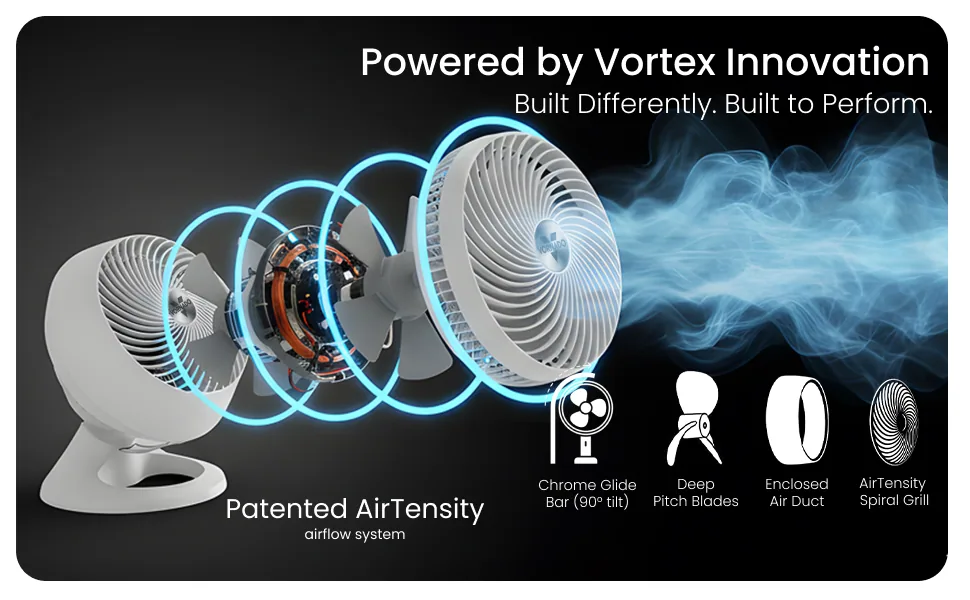 Powered by Vortex Innovation
Built Differently. Built to Perform.
Chrome Glide
Bar (90° tilt)
Deep
Pitch Blades
Enclosed
Air Duct
AirTensity
Spiral Grill
Patented AirTensity
airflow system